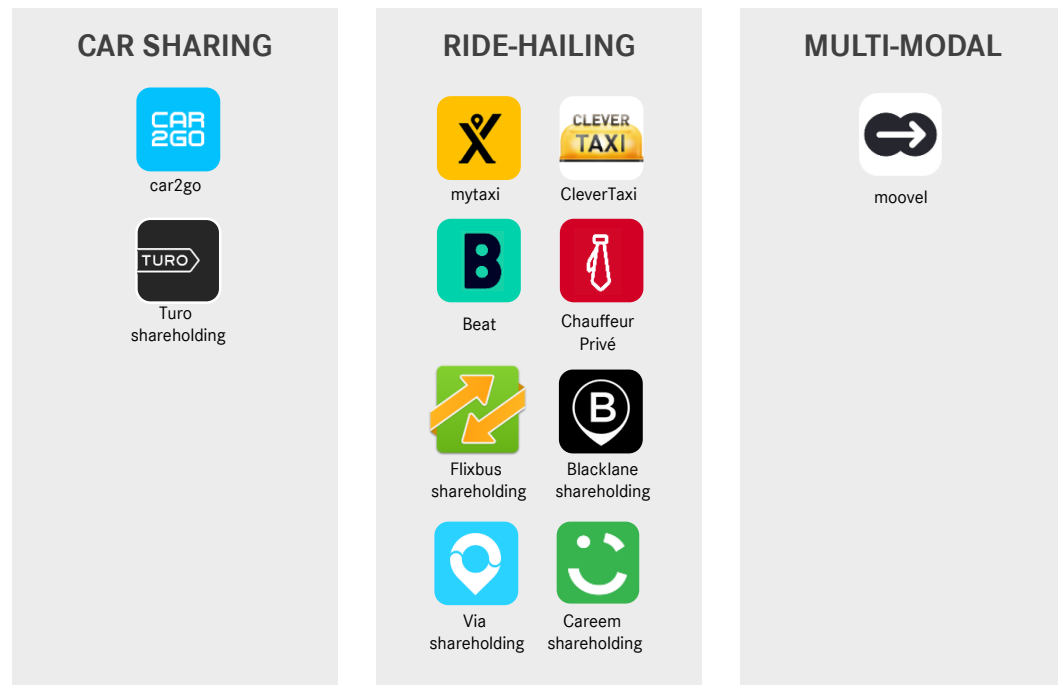 CAR SHARING
CAR
2GO
car2go
TURO
Turo
shareholding
RIDE-HAILING
mytaxi
CLEVER
TAXI
CleverTaxi
B
Beat
Chauffeur
Privé
Flixbus
shareholding
B
Blacklane
shareholding
Via
shareholding
Careem
shareholding
MULTI-MODAL
moovel